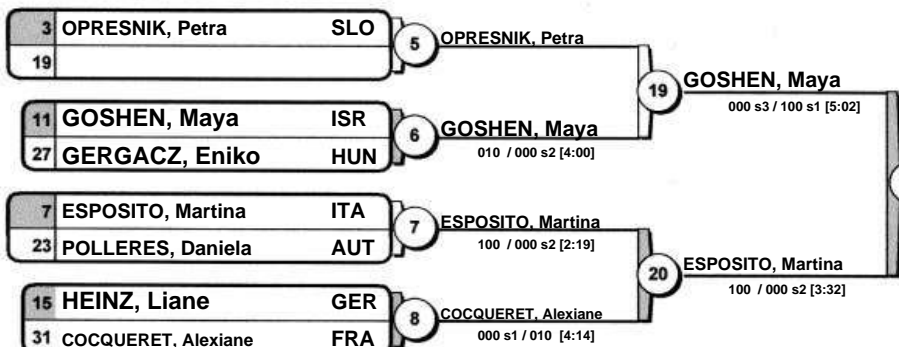 3 OPRESNIK, Petra SLO
19
5 OPRESNIK, Petra
11 GOSHEN, Maya ISR
27 GERGACZ, Eniko HUN
6 GOSHEN, Maya
010 / 000 s2 [4:00]
19 GOSHEN, Maya
000 s3 / 100 s1 [5:02]
7 ESPOSITO, Martina ITA
23 POLLERES, Daniela AUT
7 ESPOSITO, Martina
100 / 000 s2 [2:19]
15 HEINZ, Liane GER
31 COCQUERET, Alexiane FRA
8 COCQUERET, Alexiane
000 s1 / 010 [4:14]
20 ESPOSITO, Martina
100 / 000 s2 [3:32]